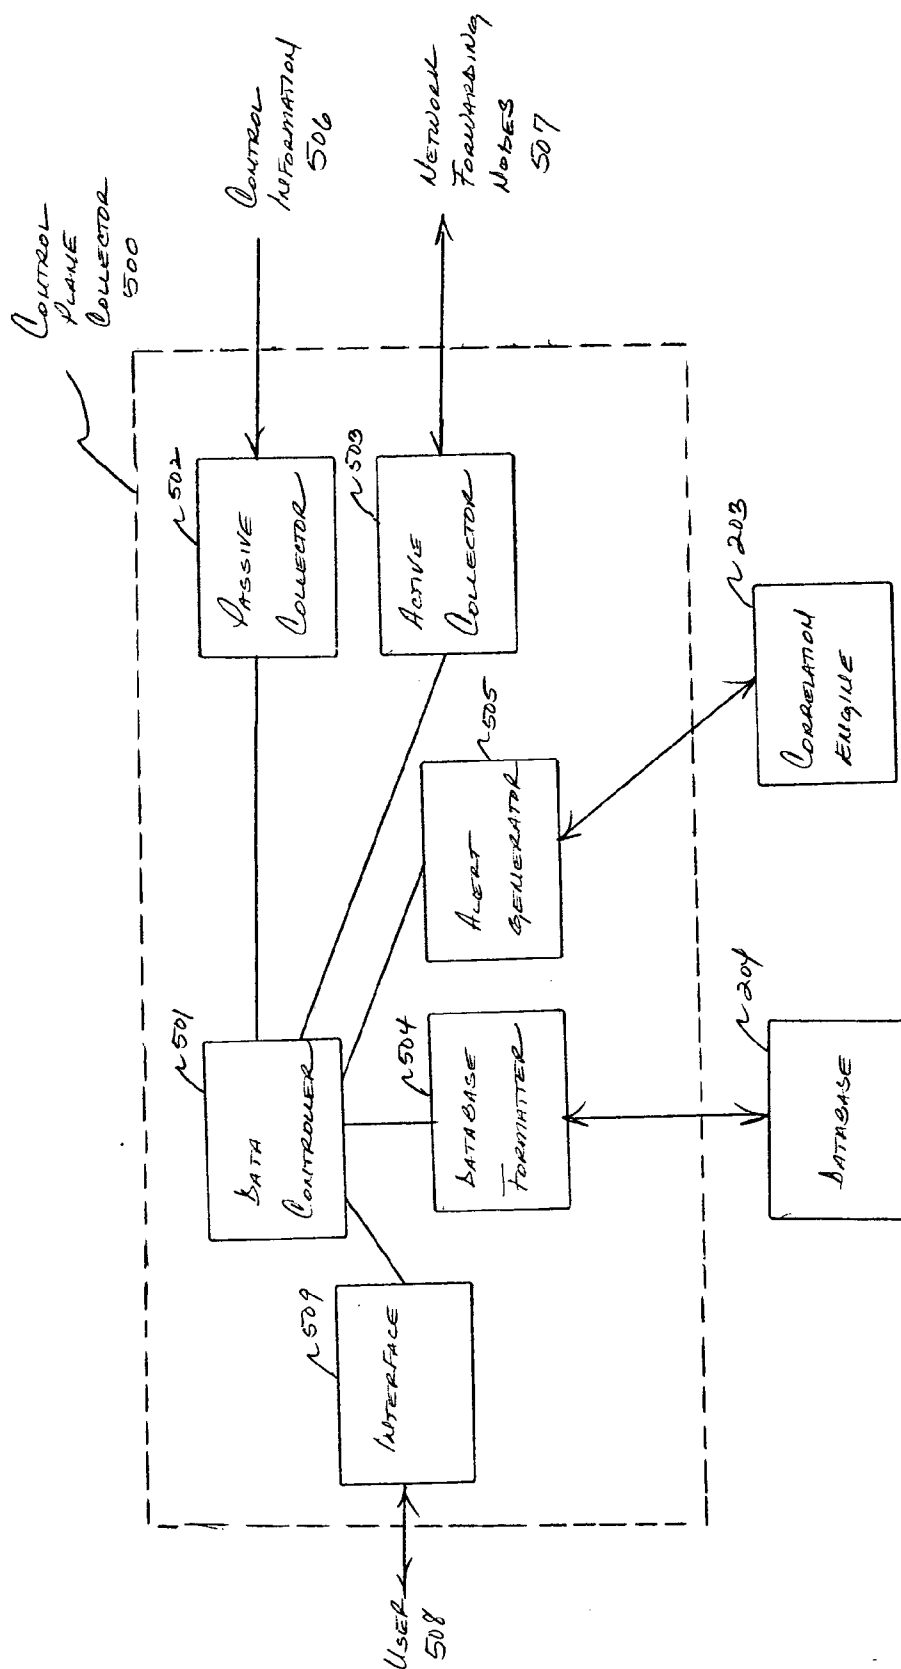 CONTROL
PLANE
COLLECTOR
500
CONTROL
INFORMATION
506
NETWORK
FORWARDING
NODES
507
PASSIVE
COLLECTOR
502
ACTIVE
COLLECTOR
503
DATA
CONTROLLER
501
ALERT
GENERATOR
505
DATABASE
FORMATTER
504
INTERFACE
509
USER
508
CORRELATION
ENGINE
203
DATABASE
204